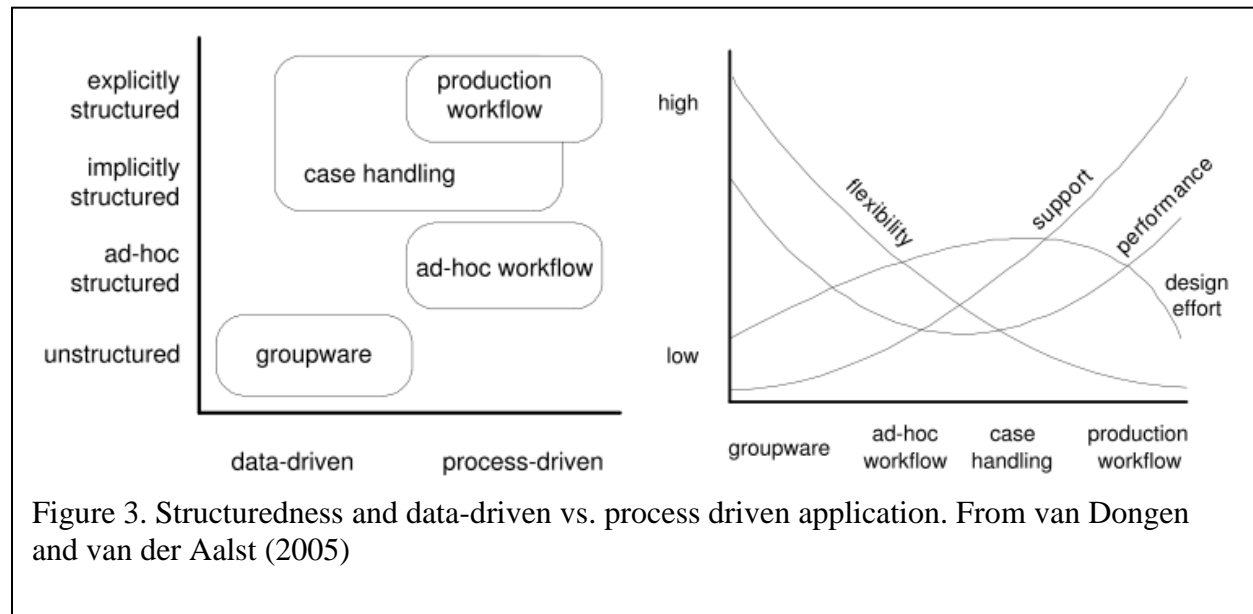 explicitly
structured
implicitly
structured
ad-hoc
structured
unstructured
production
workflow
case handling
ad-hoc workflow
groupware
data-driven
process-driven
high
low
flexibility
support
performance
design
effort
groupware
ad-hoc
workflow
case
handling
production
workflow
Figure 3. Structuredness and data-driven vs. process driven application. From van Dongen
and van der Aalst (2005)